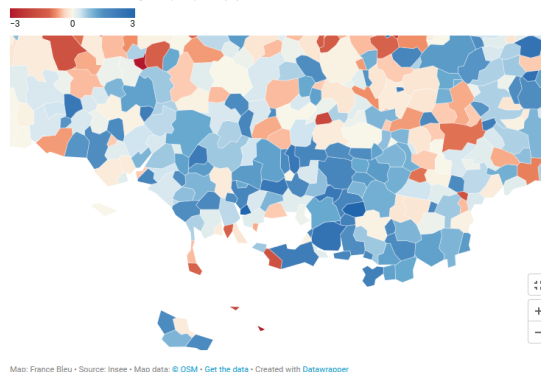 −3 0 3
+
−
Map: France Bleu • Source: Insee • Map data: © OSM • Get the data • Created with Datawrapper